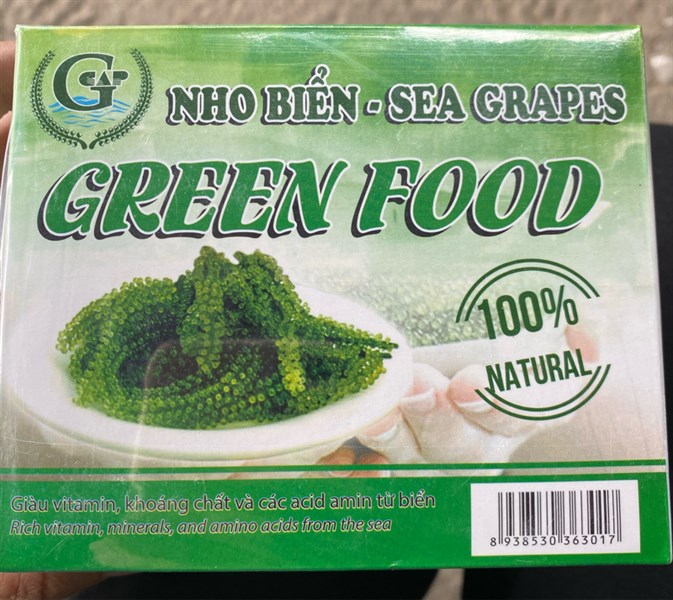 G CAP
NHO BIỂN - SEA GRAPES
GREEN FOOD
100%
NATURAL
Giàu vitamin, khoáng chất và các acid amin từ biển
Rich vitamin, minerals, and amino acids from the sea
8 938530 363017